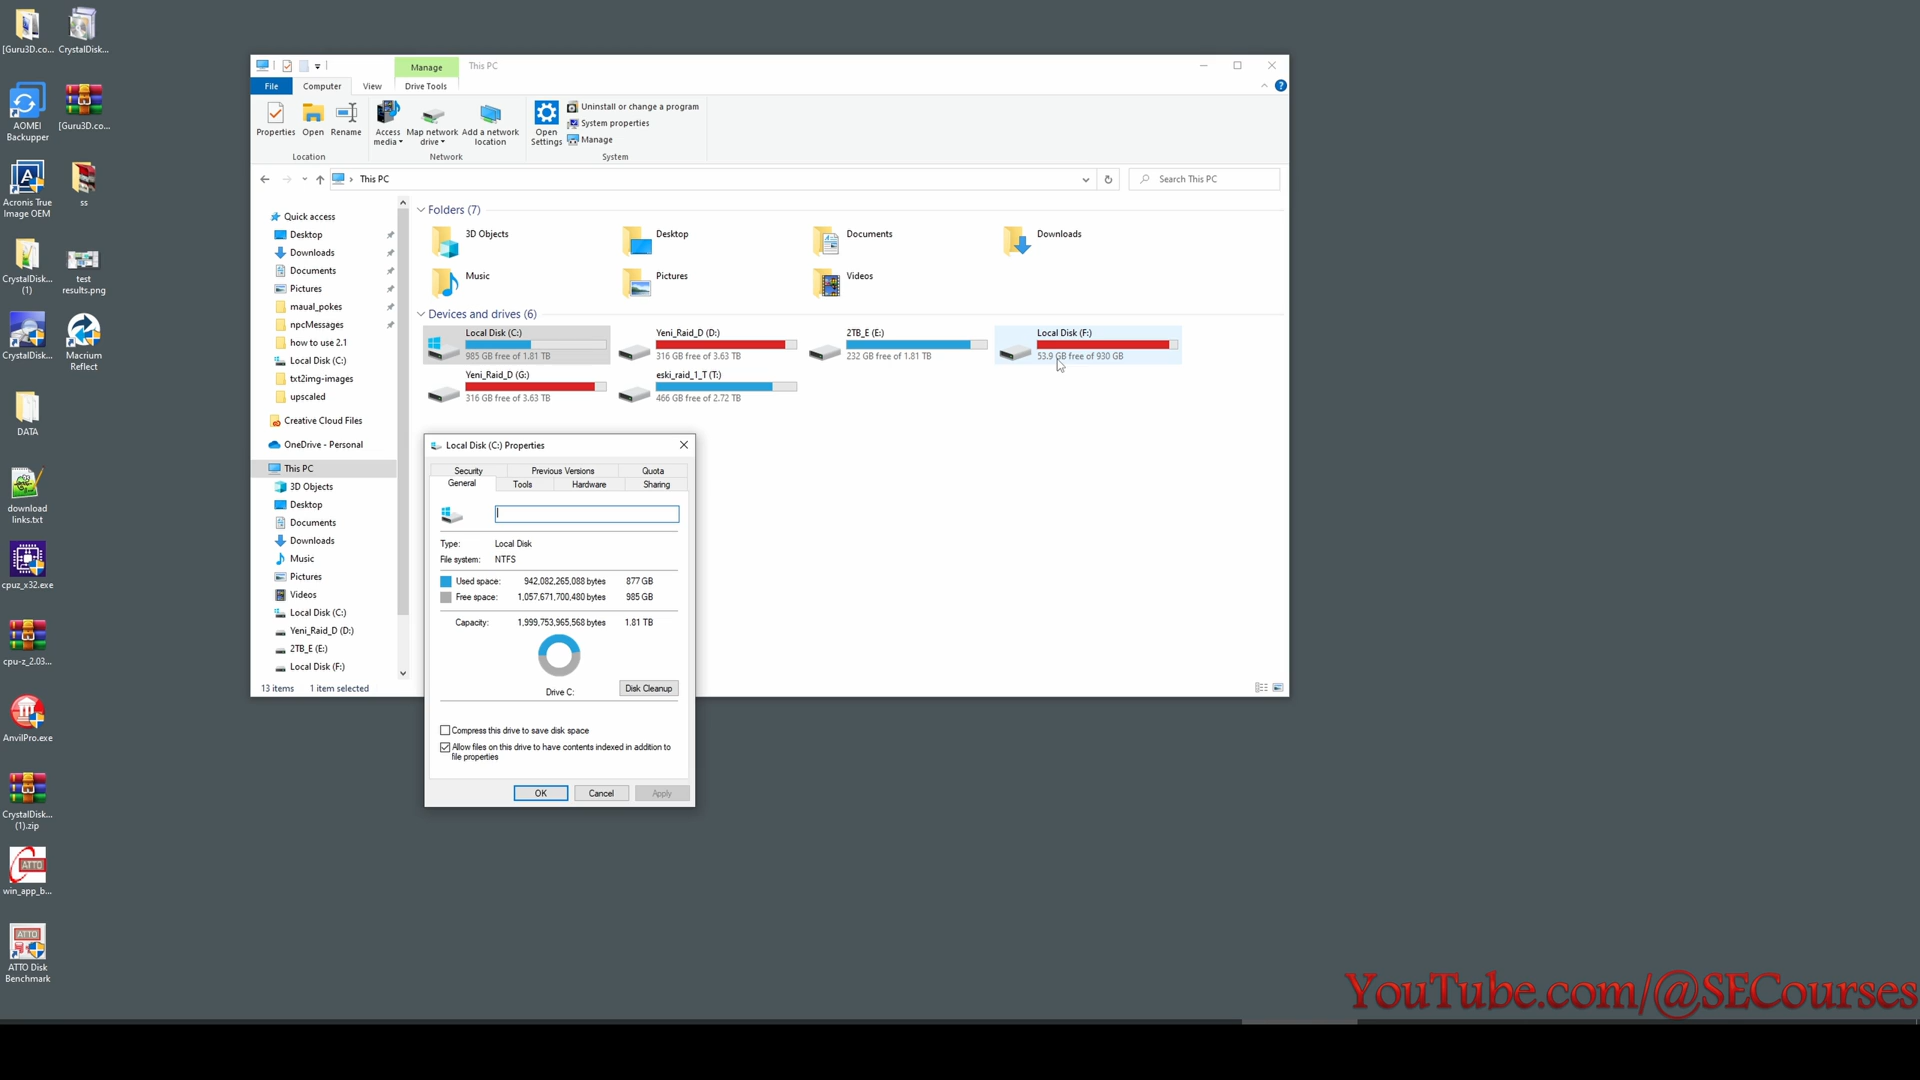 [Guru3D.co...
CrystalDisk...
AOMEI
Backupper
[Guru3D.co...
Acronis True
Image OEM
ss
CrystalDisk...
(1)
test
results.png
CrystalDisk...
Macrium
Reflect
DATA
download
links.txt
cpuz_x32.exe
cpu-z_2.03...
AnvilPro.exe
CrystalDisk...
(1).zip
ATTO
win_app_b...
ATTO
ATTO Disk
Benchmark
Manage
This PC
File
Computer
View
Drive Tools
Properties
Open
Rename
Access
media
Map network
drive
Add a network
location
Open
Settings
Uninstall or change a program
System properties
Manage
Location
Network
System
This PC
Search This PC
Quick access
Desktop
Downloads
Documents
Pictures
maual_pokes
npcMessages
how to use 2.1
Local Disk (C:)
txt2img-images
upscaled
Creative Cloud Files
OneDrive - Personal
This PC
3D Objects
Desktop
Documents
Downloads
Music
Pictures
Videos
Local Disk (C:)
Yeni_Raid_D (D:)
2TB_E (E:)
Local Disk (F:)
13 items
1 item selected
Folders (7)
3D Objects
Desktop
Documents
Downloads
Music
Pictures
Videos
Devices and drives (6)
Local Disk (C:)
985 GB free of 1.81 TB
Yeni_Raid_D (D:)
316 GB free of 3.63 TB
2TB_E (E:)
232 GB free of 1.81 TB
Local Disk (F:)
53.9 GB free of 930 GB
Yeni_Raid_D (G:)
316 GB free of 3.63 TB
eski_raid_1_T (T:)
466 GB free of 2.72 TB
Local Disk (C:) Properties
Security
Previous Versions
Quota
General
Tools
Hardware
Sharing
Type: Local Disk
File system: NTFS
Used space: 942,082,265,088 bytes 877 GB
Free space: 1,057,671,700,480 bytes 985 GB
Capacity: 1,999,753,965,568 bytes 1.81 TB
Drive C:
Disk Cleanup
Compress this drive to save disk space
Allow files on this drive to have contents indexed in addition to
file properties
OK
Cancel
Apply
YouTube.com/@SECourses